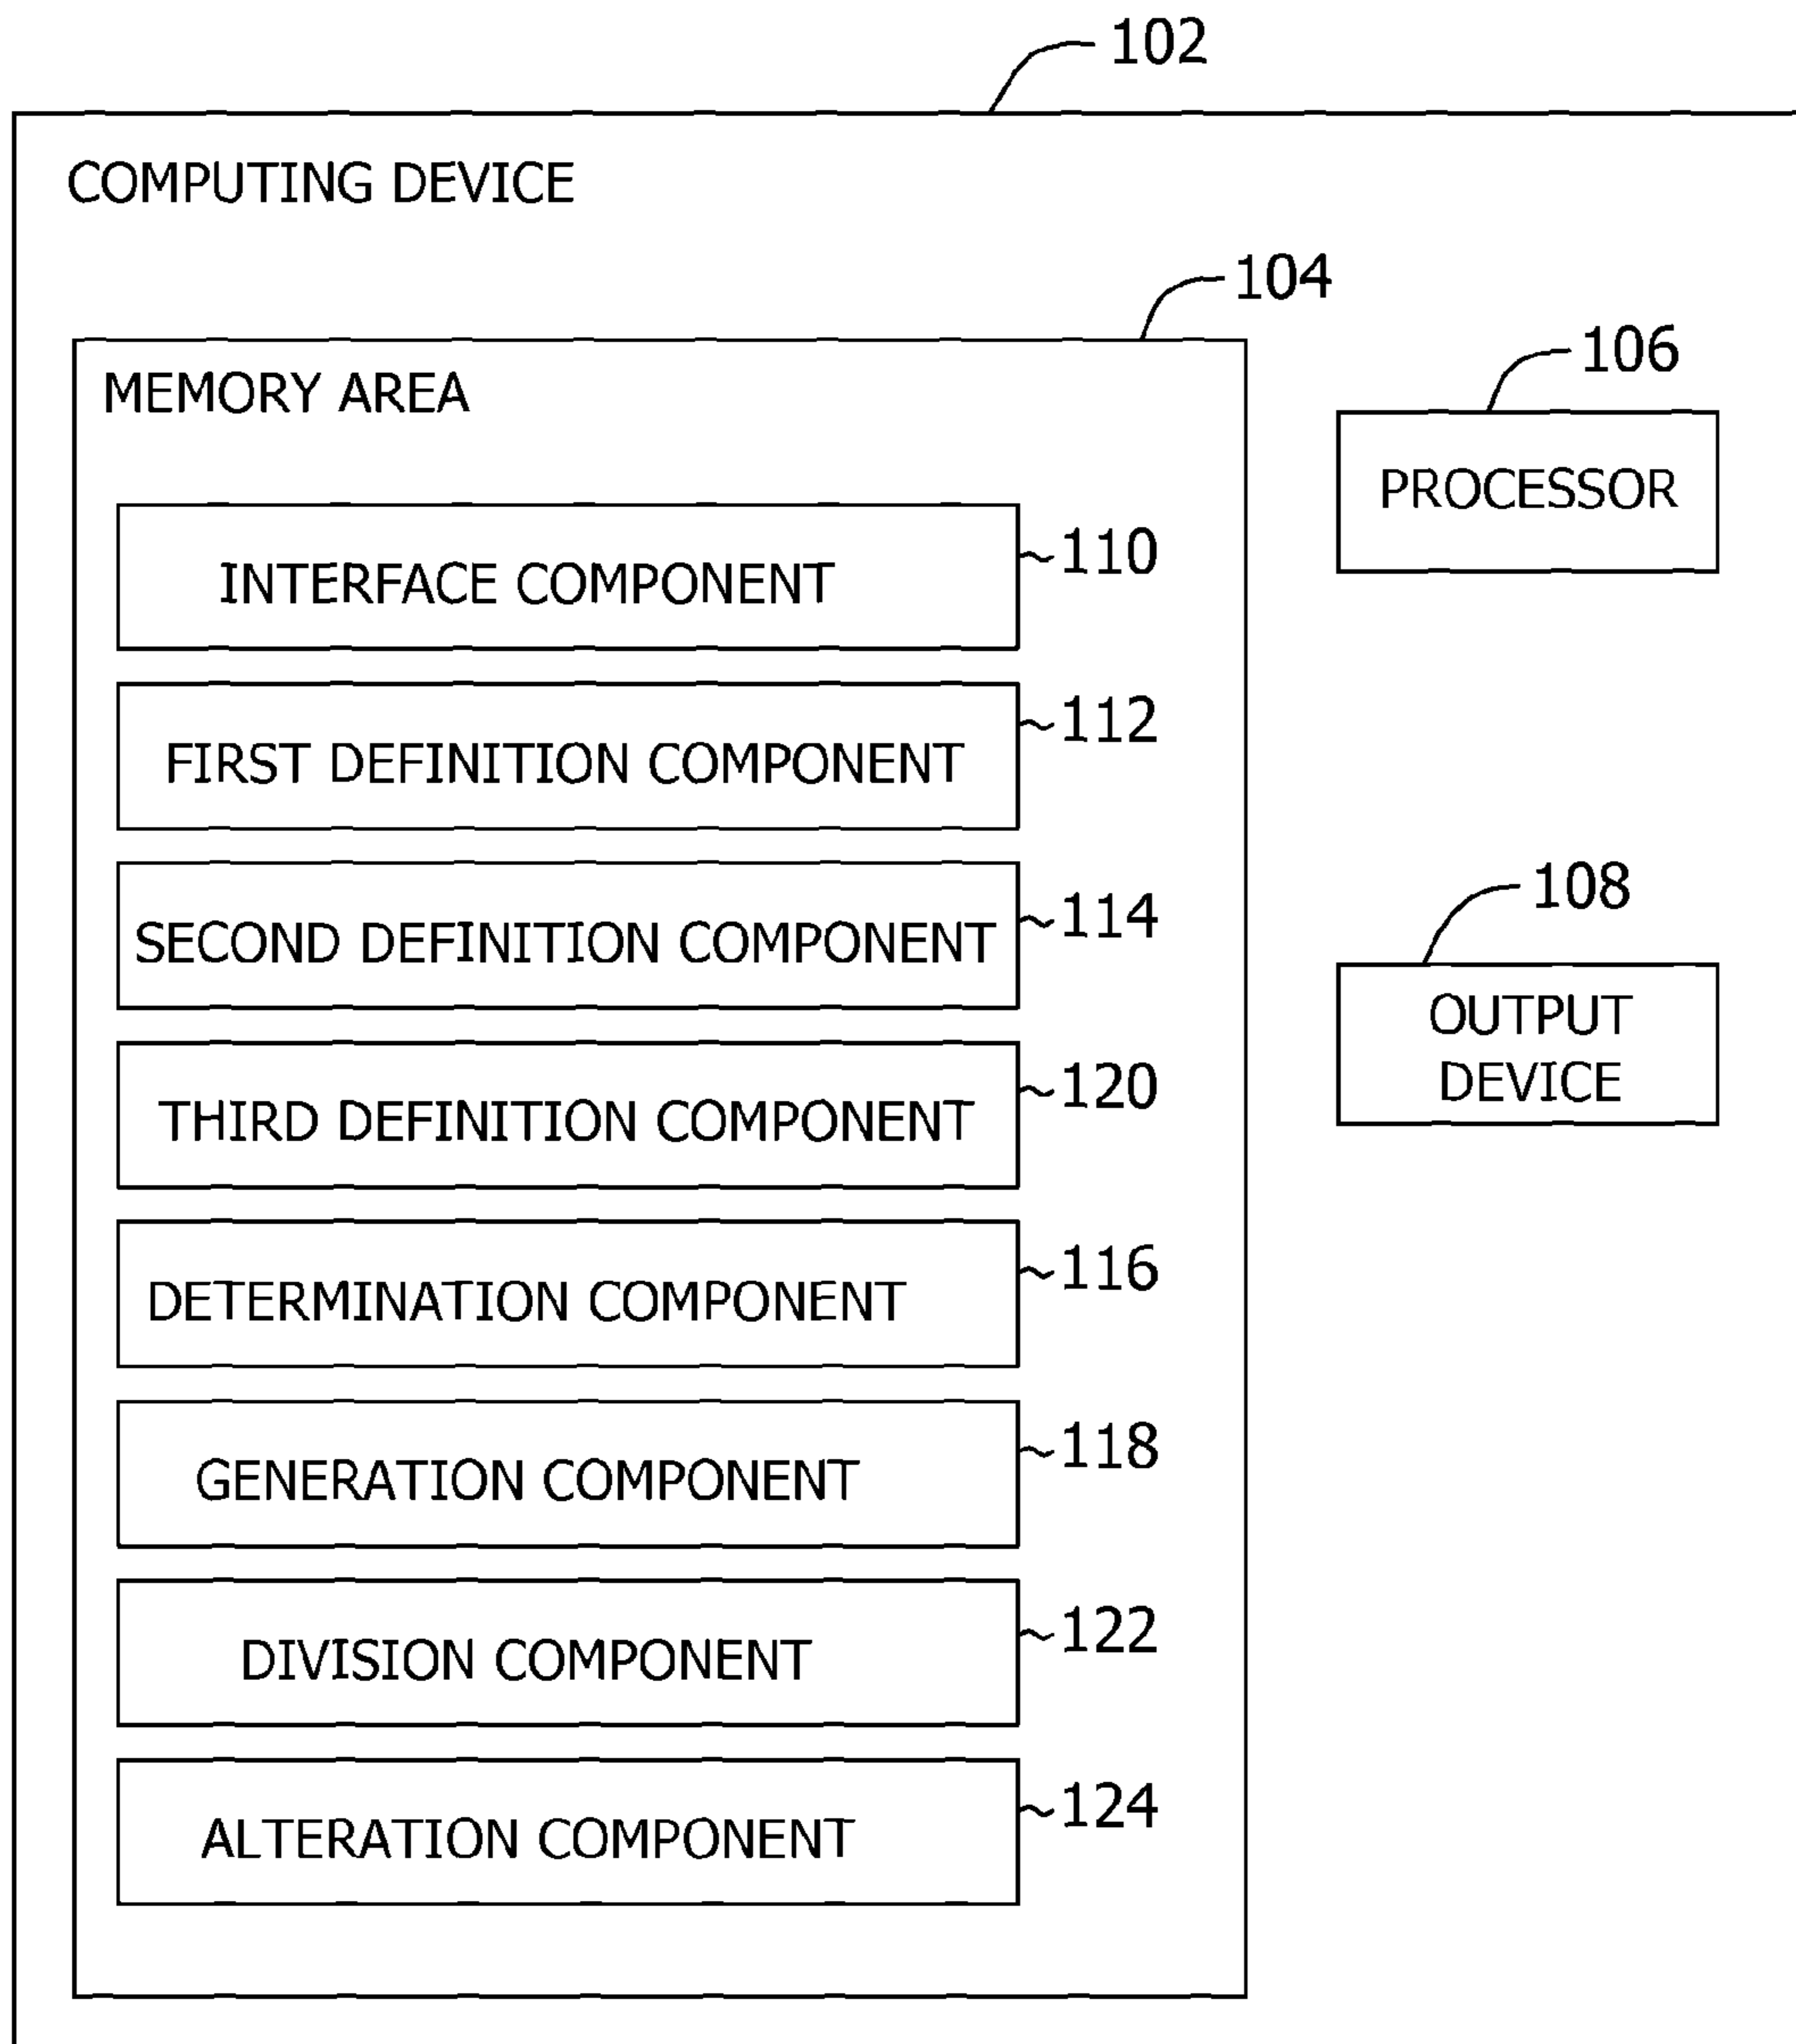 102
COMPUTING DEVICE
104
MEMORY AREA
106
PROCESSOR
INTERFACE COMPONENT
110
FIRST DEFINITION COMPONENT
112
SECOND DEFINITION COMPONENT
114
108
OUTPUT
DEVICE
THIRD DEFINITION COMPONENT
120
DETERMINATION COMPONENT
116
GENERATION COMPONENT
118
DIVISION COMPONENT
122
ALTERATION COMPONENT
124